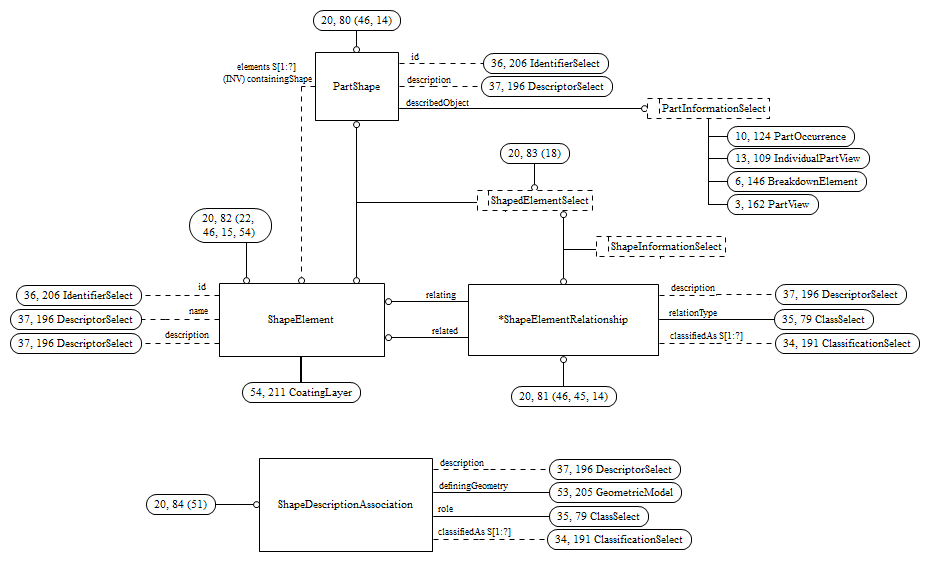 20, 80 (46, 14)
elements S[1:?]
(INV) containingShape
PartShape
id
36, 206 IdentifierSelect
description
37, 196 DescriptorSelect
describedObject
PartInformationSelect
10, 124 PartOccurrence
13, 109 IndividualPartView
6, 146 BreakdownElement
3, 162 PartView
20, 83 (18)
ShapedElementSelect
20, 82 (22,
46, 15, 54)
ShapeInformationSelect
id
36, 206 IdentifierSelect
name
37, 196 DescriptorSelect
description
37, 196 DescriptorSelect
ShapeElement
relating
related
*ShapeElementRelationship
description
37, 196 DescriptorSelect
relationType
35, 79 ClassSelect
classifiedAs S[1:?]
34, 191 ClassificationSelect
54, 211 CoatingLayer
20, 81 (46, 45, 14)
20, 84 (51)
ShapeDescriptionAssociation
description
37, 196 DescriptorSelect
definingGeometry
53, 205 GeometricModel
role
35, 79 ClassSelect
classifiedAs S[1:?]
34, 191 ClassificationSelect